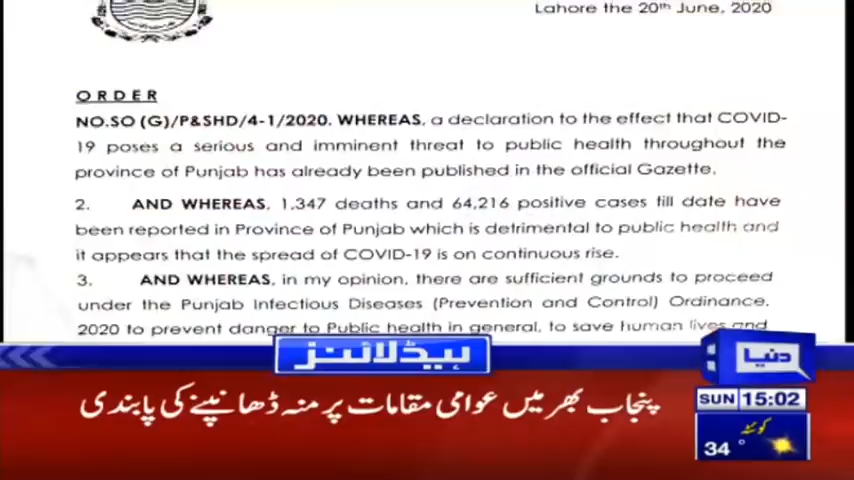 Lahore the 20th June, 2020
ORDER
NO.SO (G)/P&SHD/4-1/2020. WHEREAS, a declaration to the effect that COVID-
19 poses a serious and imminent threat to public health throughout the
province of Punjab has already been published in the official Gazette.
2. AND WHEREAS, 1,347 deaths and 64,216 positive cases till date have
been reported in Province of Punjab which is detrimental to public health and
it appears that the spread of COVID-19 is on continuous rise.
3. AND WHEREAS, in my opinion, there are sufficient grounds to proceed
under the Punjab Infectious Diseases (Prevention and Control) Ordinance,
2020 to prevent danger to Public health in general, to save human lives and
ہیڈلائنز
دنیا
پنجاب بھر میں عوامی مقامات پر منہ ڈھانپنے کی پابندی
SUN 15:02
کوئٹہ
34°